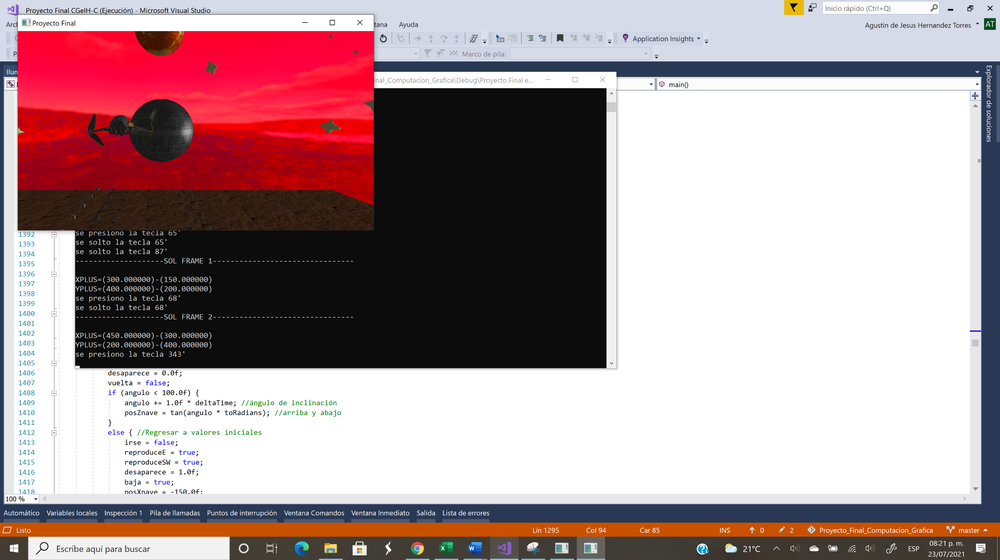 Proyecto Final CGeIH-C (Ejecución) - Microsoft Visual Studio
Inicio rápido (Ctrl+Q)
Proyecto Final
Ayuda
Agustin de Jesus Hernandez Torres
AT
Application Insights
Marco de pila:
inal_Computacion_Grafica\Debug\Proyecto Final.e...
main()
Explorador de soluciones
se presiono la tecla 65'
se solto la tecla 65'
se solto la tecla 87'
--------------------SOL FRAME 1--------------------------------
XPLUS=(300.000000)-(150.000000)
YPLUS=(400.000000)-(200.000000)
se presiono la tecla 68'
se solto la tecla 68'
--------------------SOL FRAME 2--------------------------------
XPLUS=(450.000000)-(300.000000)
YPLUS=(200.000000)-(400.000000)
se presiono la tecla 343'
1392
1393
1394
1395
1396
1397
1398
1399
1400
1401
1402
1403
1404
1405
1406 desaparece = 0.0f;
1407 vuelta = false;
1408 if (angulo < 100.0f) {
1409 angulo += 1.0f * deltaTime; //ángulo de inclinación
1410 posZnave = tan(angulo * toRadians); //arriba y abajo
1411 }
1412 else { //Regresar a valores iniciales
1413 irse = false;
1414 reproduceE = true;
1415 reproduceSW = true;
1416 desaparece = 1.0f;
1417 baja = true;
1418 posXnave = -150.0f;
100 %
Automático Variables locales Inspección 1 Pila de llamadas Puntos de interrupción Ventana Comandos Ventana Inmediato Salida Lista de errores
Listo Lín 1295 Col 94 Car 85 INS 0 2 Proyecto_Final_Computacion_Grafica master
Escribe aquí para buscar
21°C
ESP
08:21 p. m.
23/07/2021